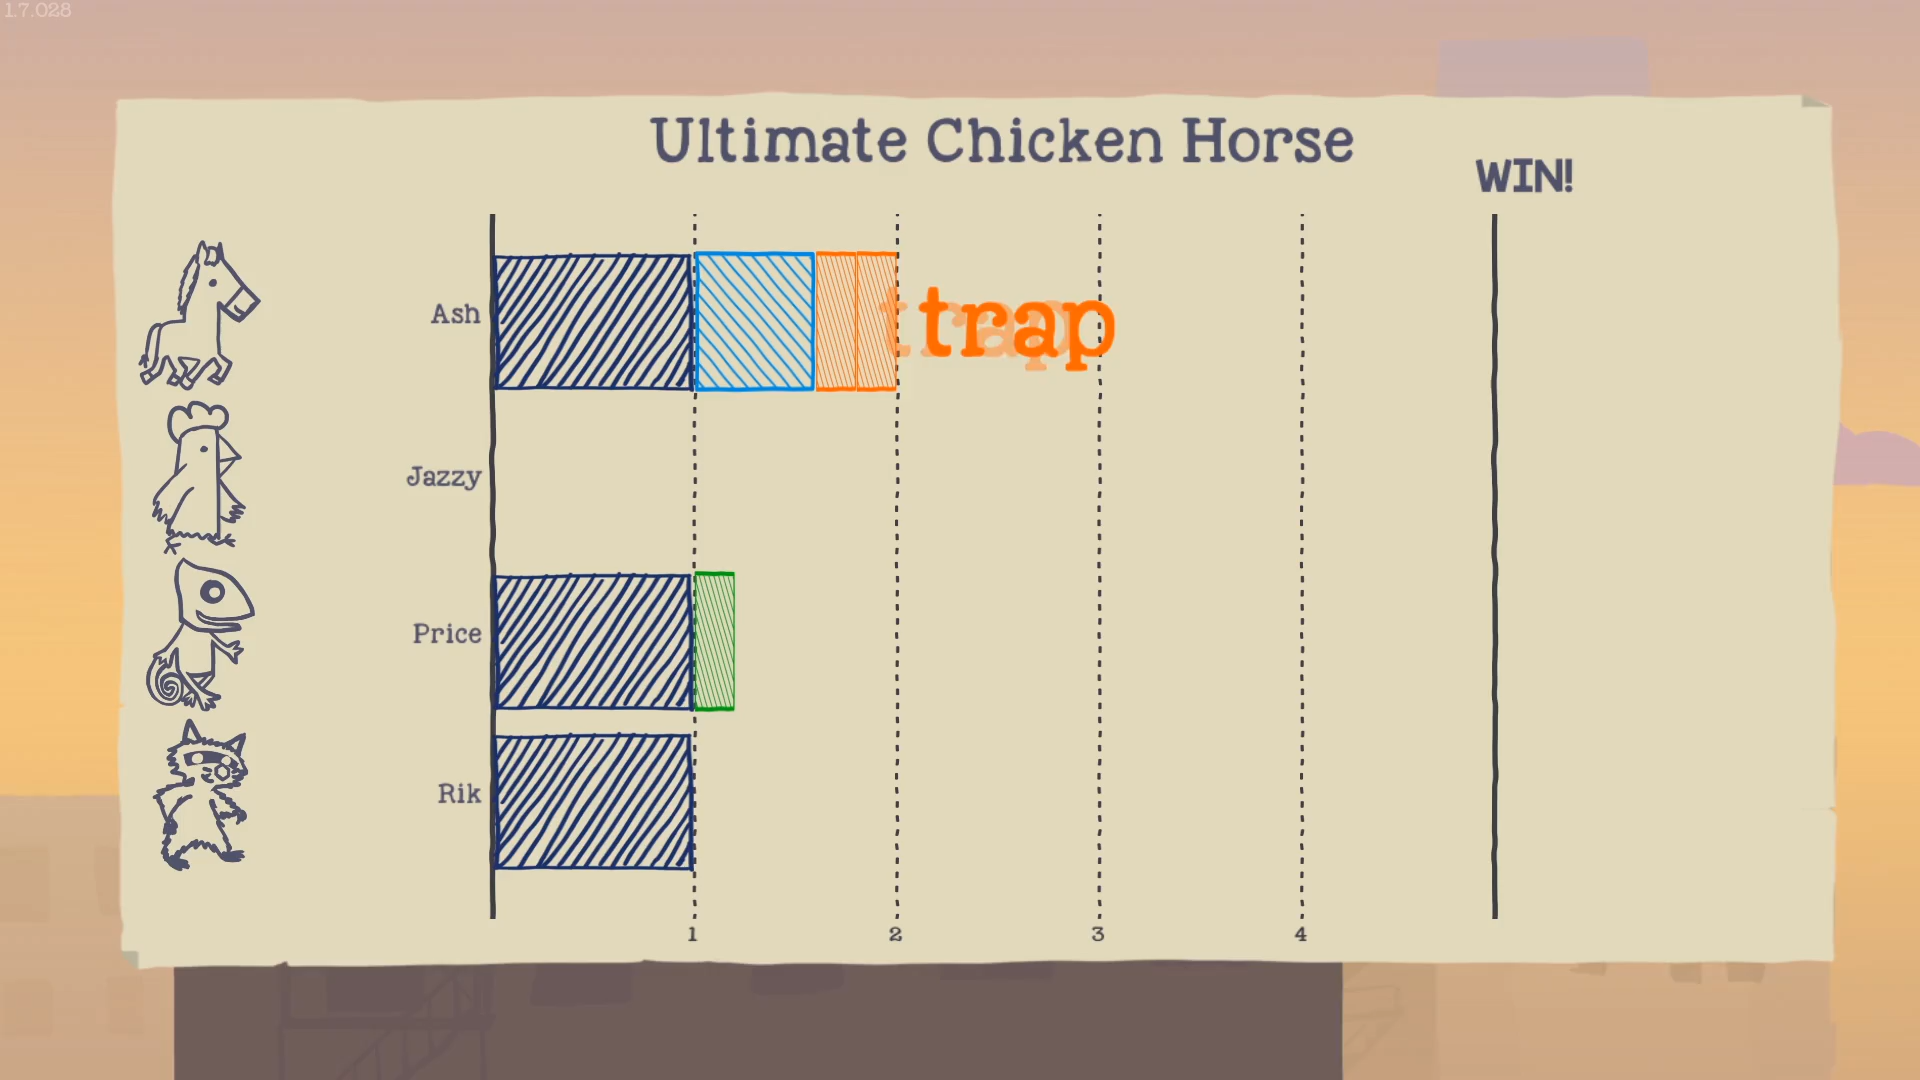 1.7.028
Ultimate Chicken Horse
WIN!
Ash
trap
Jazzy
Price
Rik
1 2 3 4